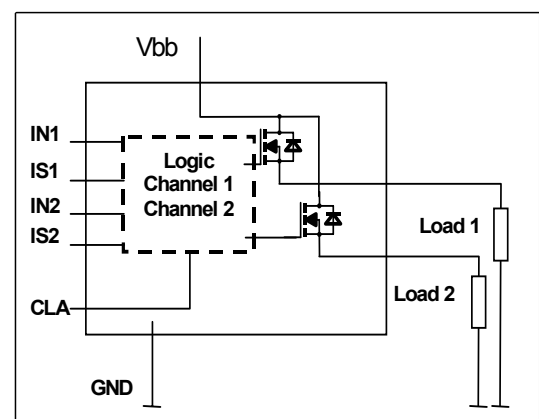 Vbb
IN1
IS1
IN2
IS2
CLA
GND
Logic
Channel 1
Channel 2
Load 1
Load 2